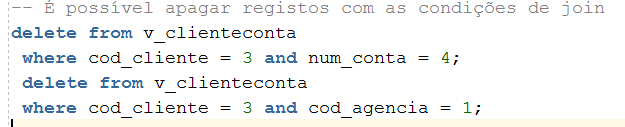 -- É possível apagar registos com as condições de join
delete from v_clienteconta
where cod_cliente = 3 and num_conta = 4;
delete from v_clienteconta
where cod_cliente = 3 and cod_agencia = 1;